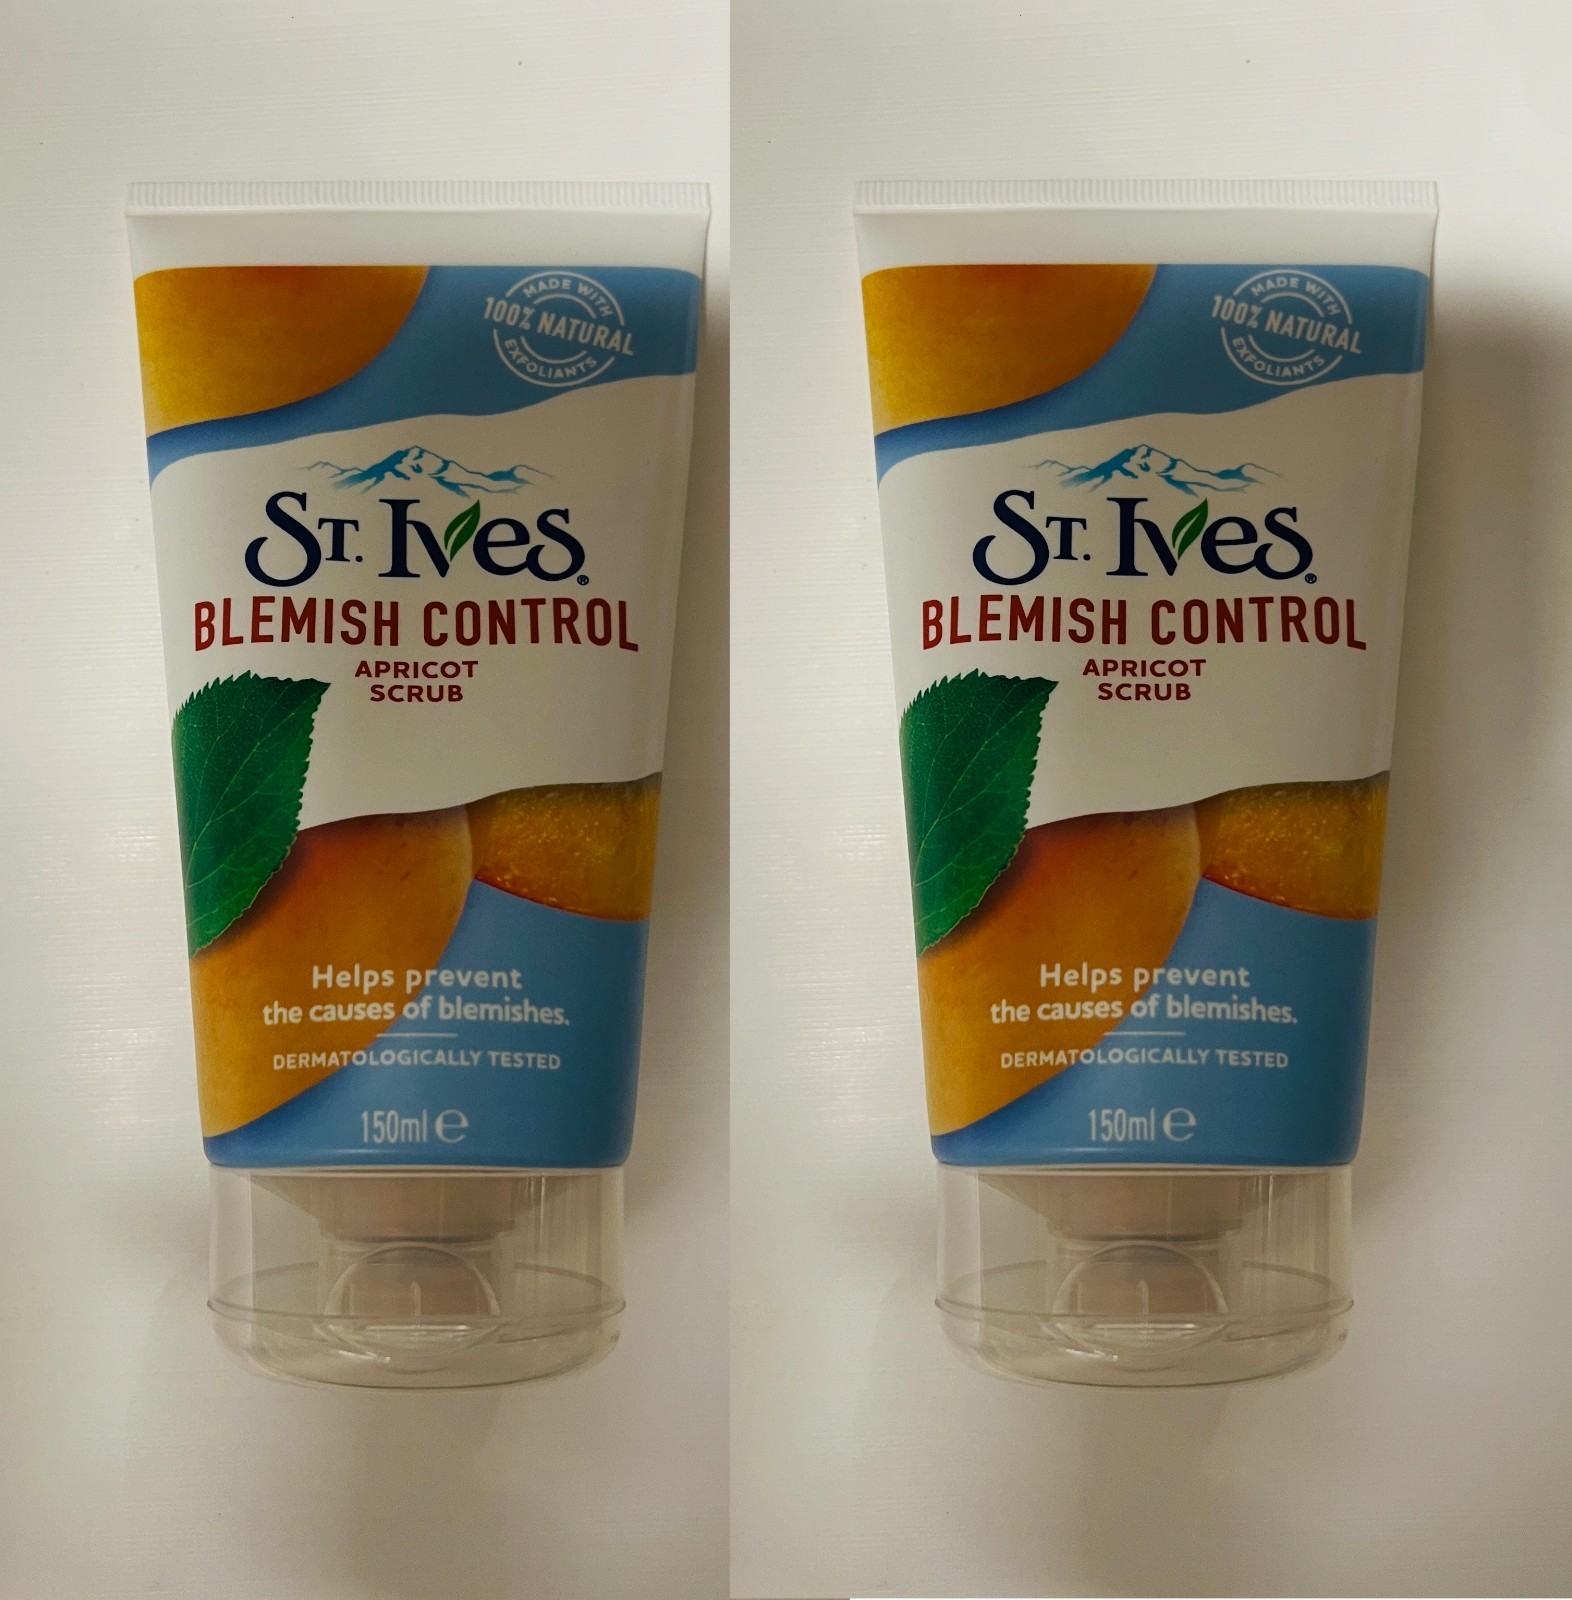 MADE WITH
100% NATURAL
EXFOLIANTS
ST. Ives®
BLEMISH CONTROL
APRICOT
SCRUB
Helps prevent
the causes of blemishes.
DERMATOLOGICALLY TESTED
150ml ℮
MADE WITH
100% NATURAL
EXFOLIANTS
ST. Ives®
BLEMISH CONTROL
APRICOT
SCRUB
Helps prevent
the causes of blemishes.
DERMATOLOGICALLY TESTED
150ml ℮